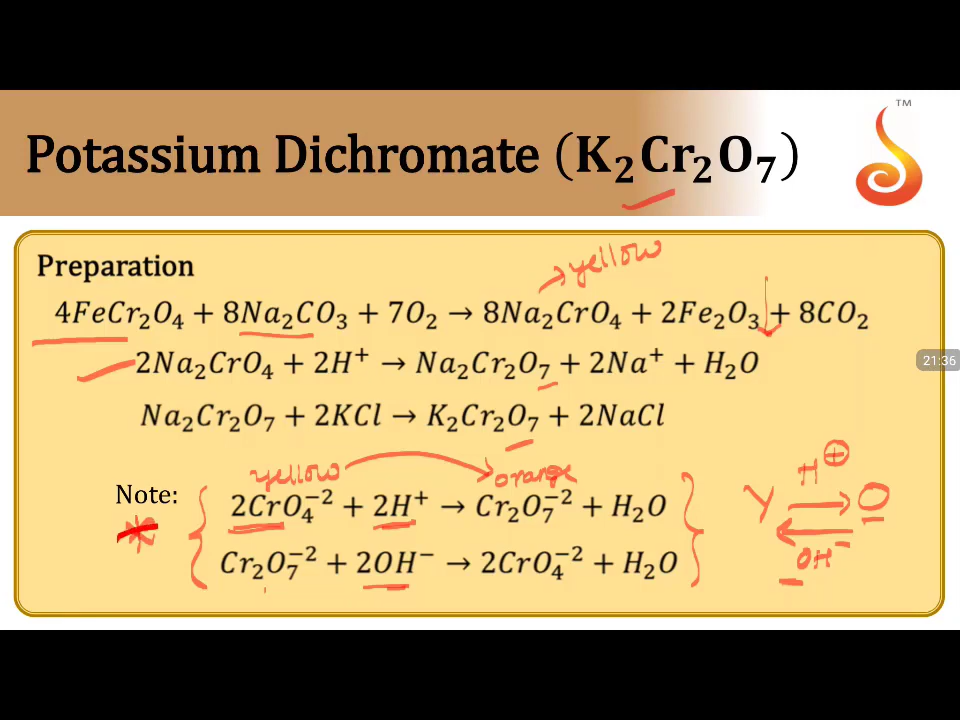 TM
Potassium Dichromate (K₂Cr₂O₇)
Preparation
→ yellow
4FeCr₂O₄ + 8Na₂CO₃ + 7O₂ → 8Na₂CrO₄ + 2Fe₂O₃ ↓ + 8CO₂
2Na₂CrO₄ + 2H⁺ → Na₂Cr₂O₇ + 2Na⁺ + H₂O
21:36
Na₂Cr₂O₇ + 2KCl → K₂Cr₂O₇ + 2NaCl
yellow → orange
Note:
2CrO₄⁻² + 2H⁺ → Cr₂O₇⁻² + H₂O
Cr₂O₇⁻² + 2OH⁻ → 2CrO₄⁻² + H₂O
H⊕
Y ⇌ O
OH⁻